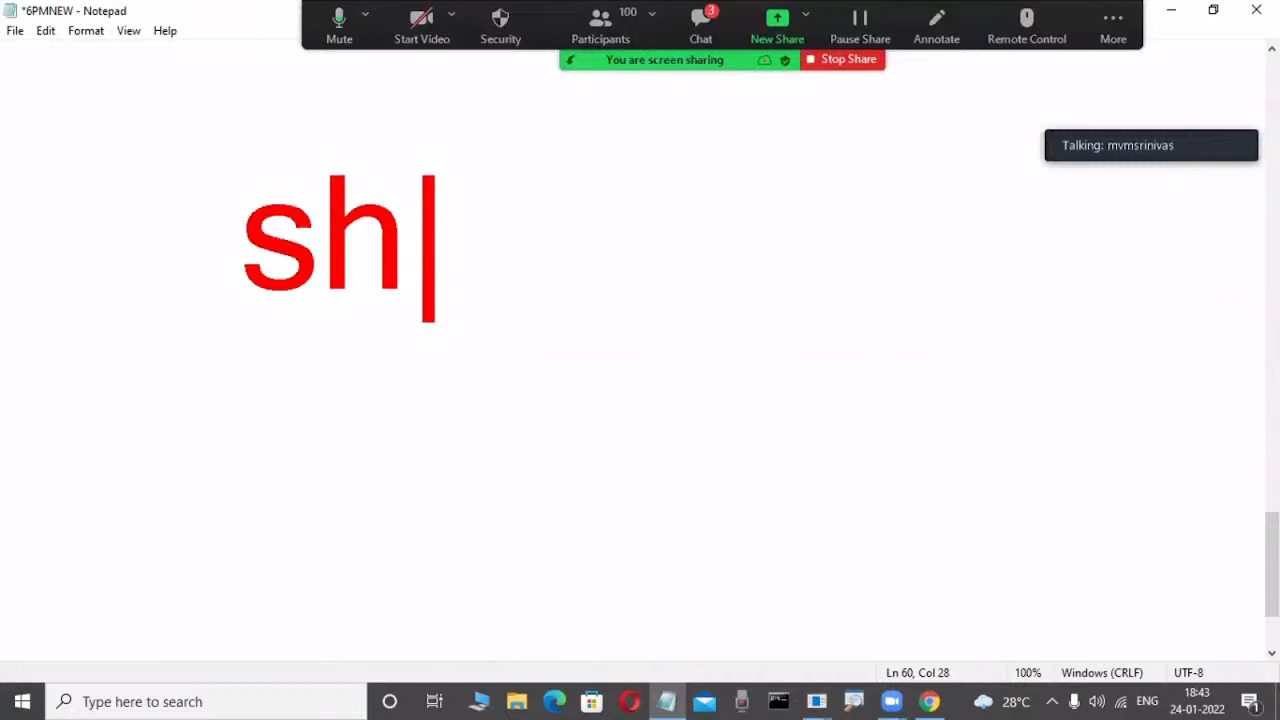 *6PMNEW - Notepad
File Edit Format View Help
100
3
Mute Start Video Security Participants Chat New Share Pause Share Annotate Remote Control More
You are screen sharing Stop Share
Talking: mvmsrinivas
sh
Ln 60, Col 28 100% Windows (CRLF) UTF-8
Type here to search
28°C ENG
18:43
24-01-2022
1